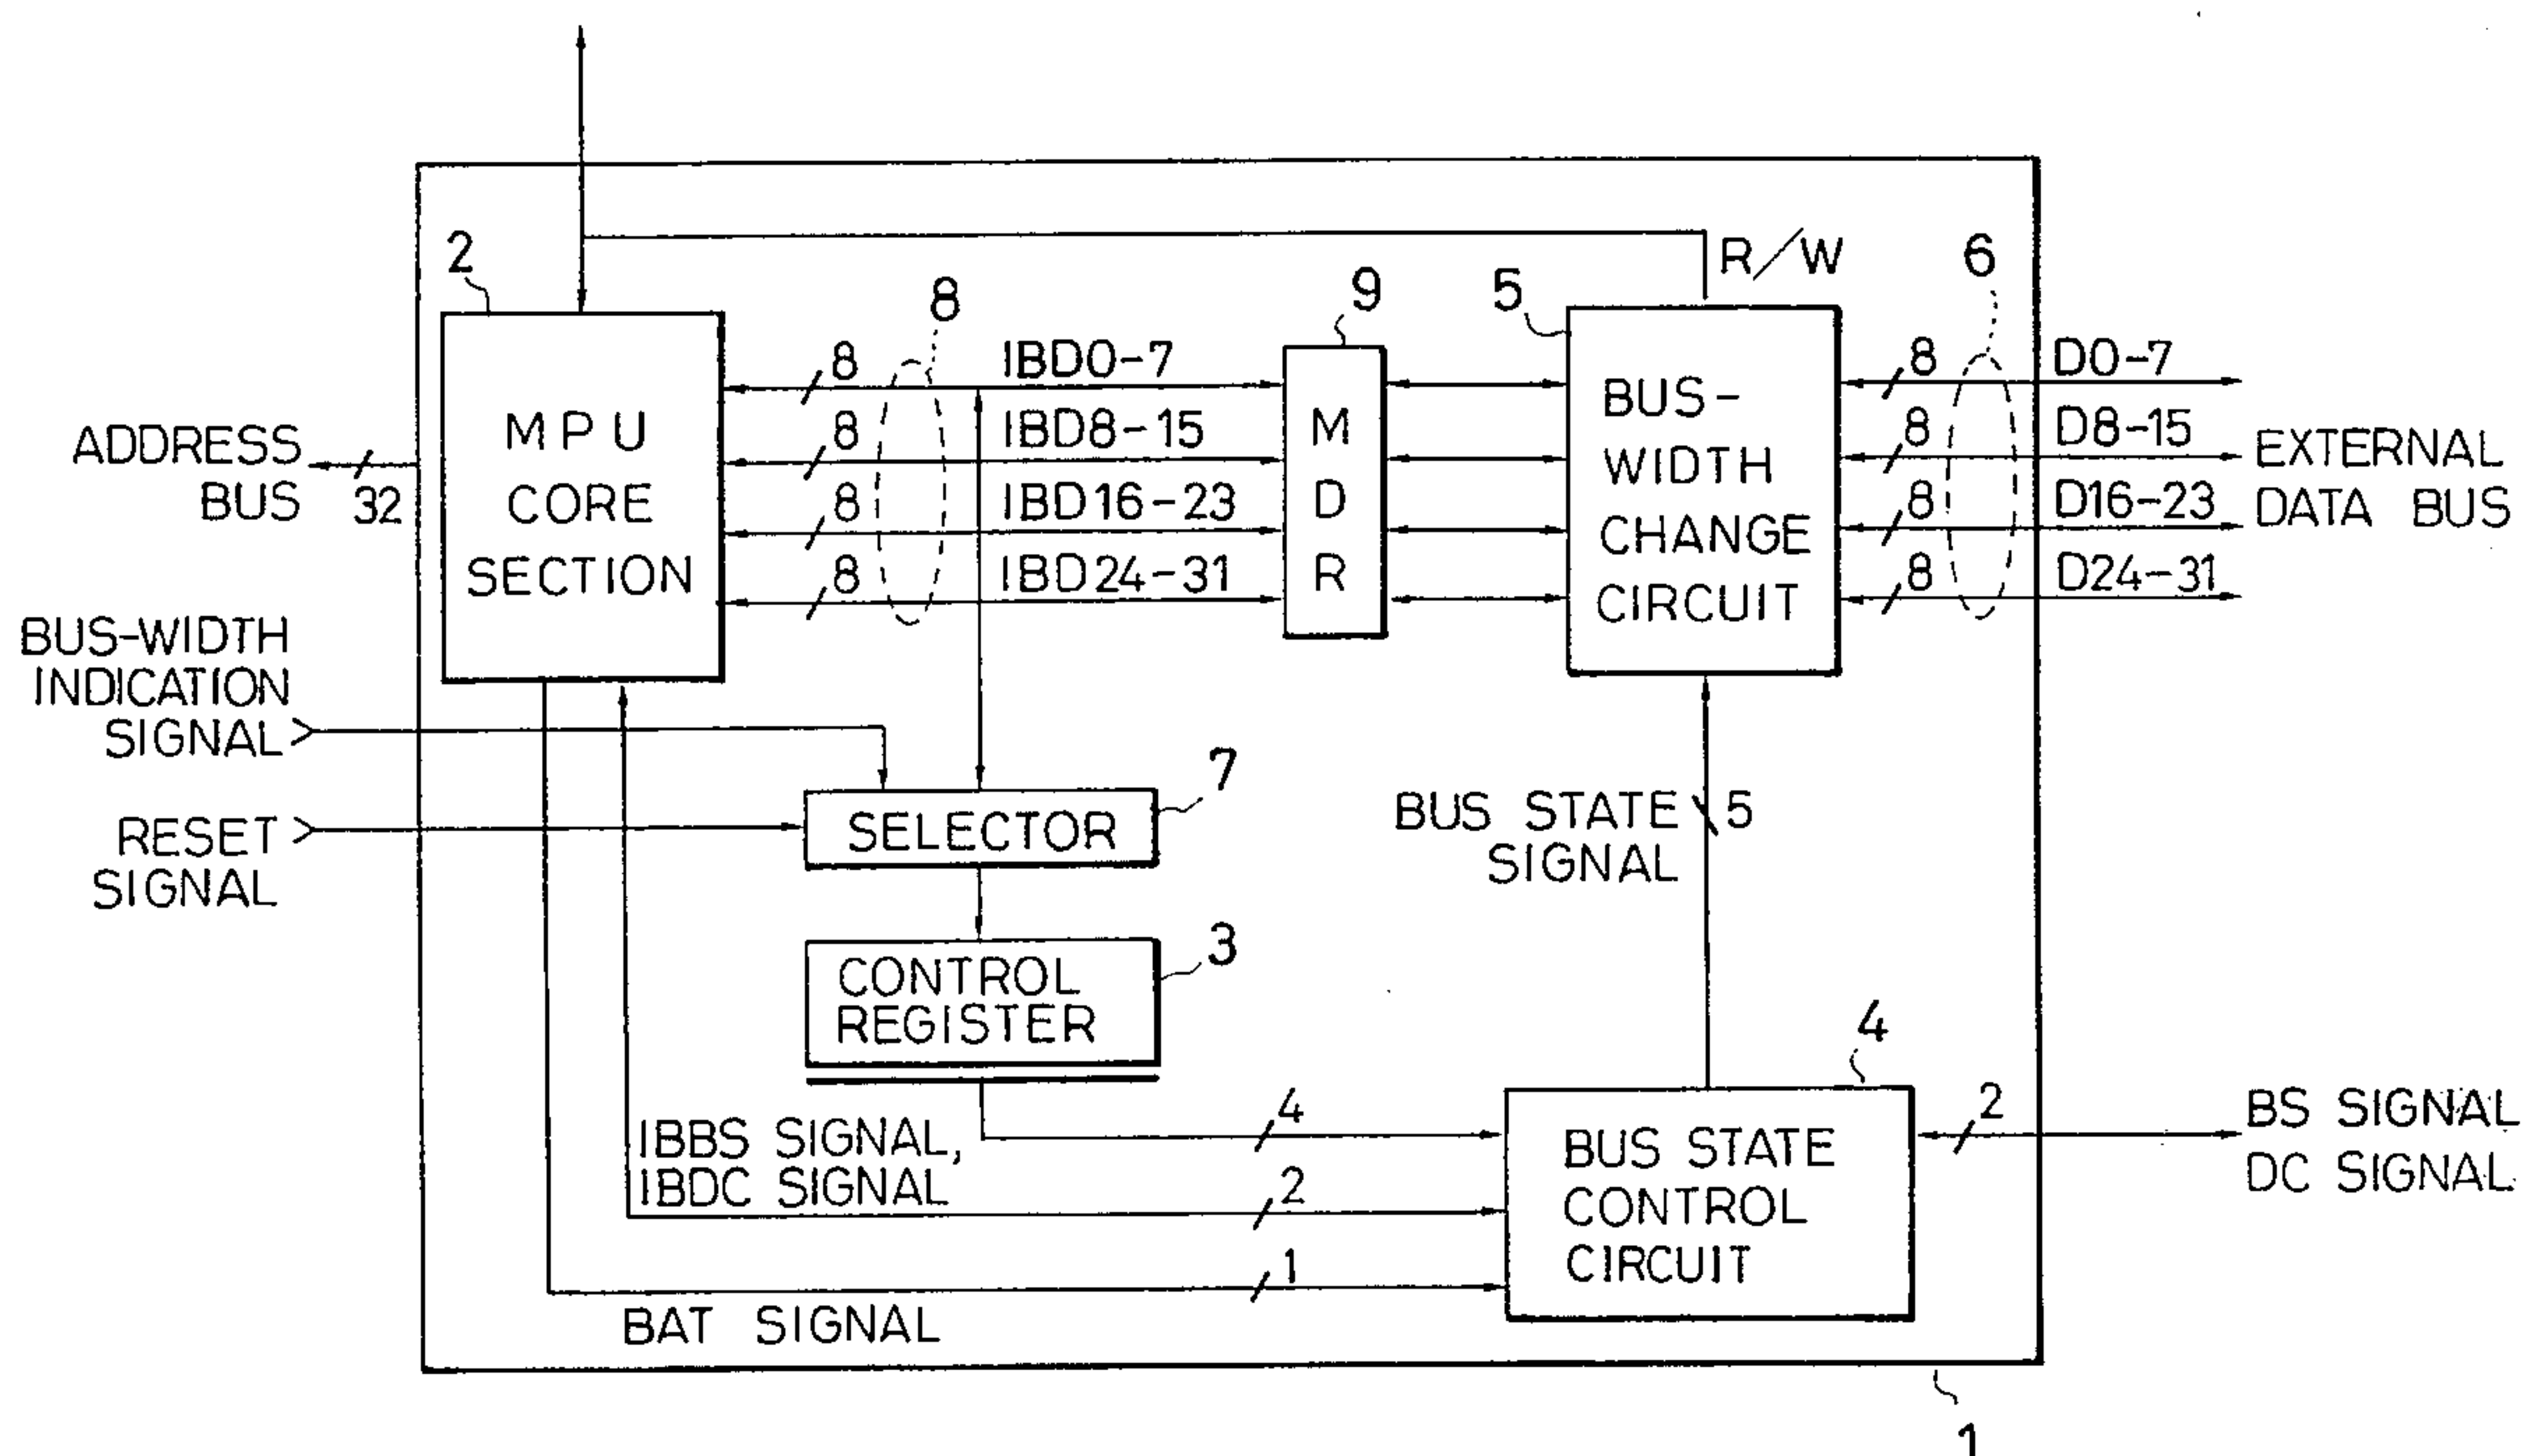 R/W
2
8
9
5
6
8 IBD0-7
8 IBD8-15
8 IBD16-23
8 IBD24-31
MPU
CORE
SECTION
MDR
BUS-
WIDTH
CHANGE
CIRCUIT
8 D0-7
8 D8-15
8 D16-23
8 D24-31
EXTERNAL
DATA BUS
ADDRESS
BUS
32
BUS-WIDTH
INDICATION
SIGNAL
RESET
SIGNAL
SELECTOR
7
CONTROL
REGISTER
3
BUS STATE
SIGNAL
5
4
IBBS SIGNAL,
IBDC SIGNAL
4
2
1
BAT SIGNAL
BUS STATE
CONTROL
CIRCUIT
2
BS SIGNAL
DC SIGNAL
1